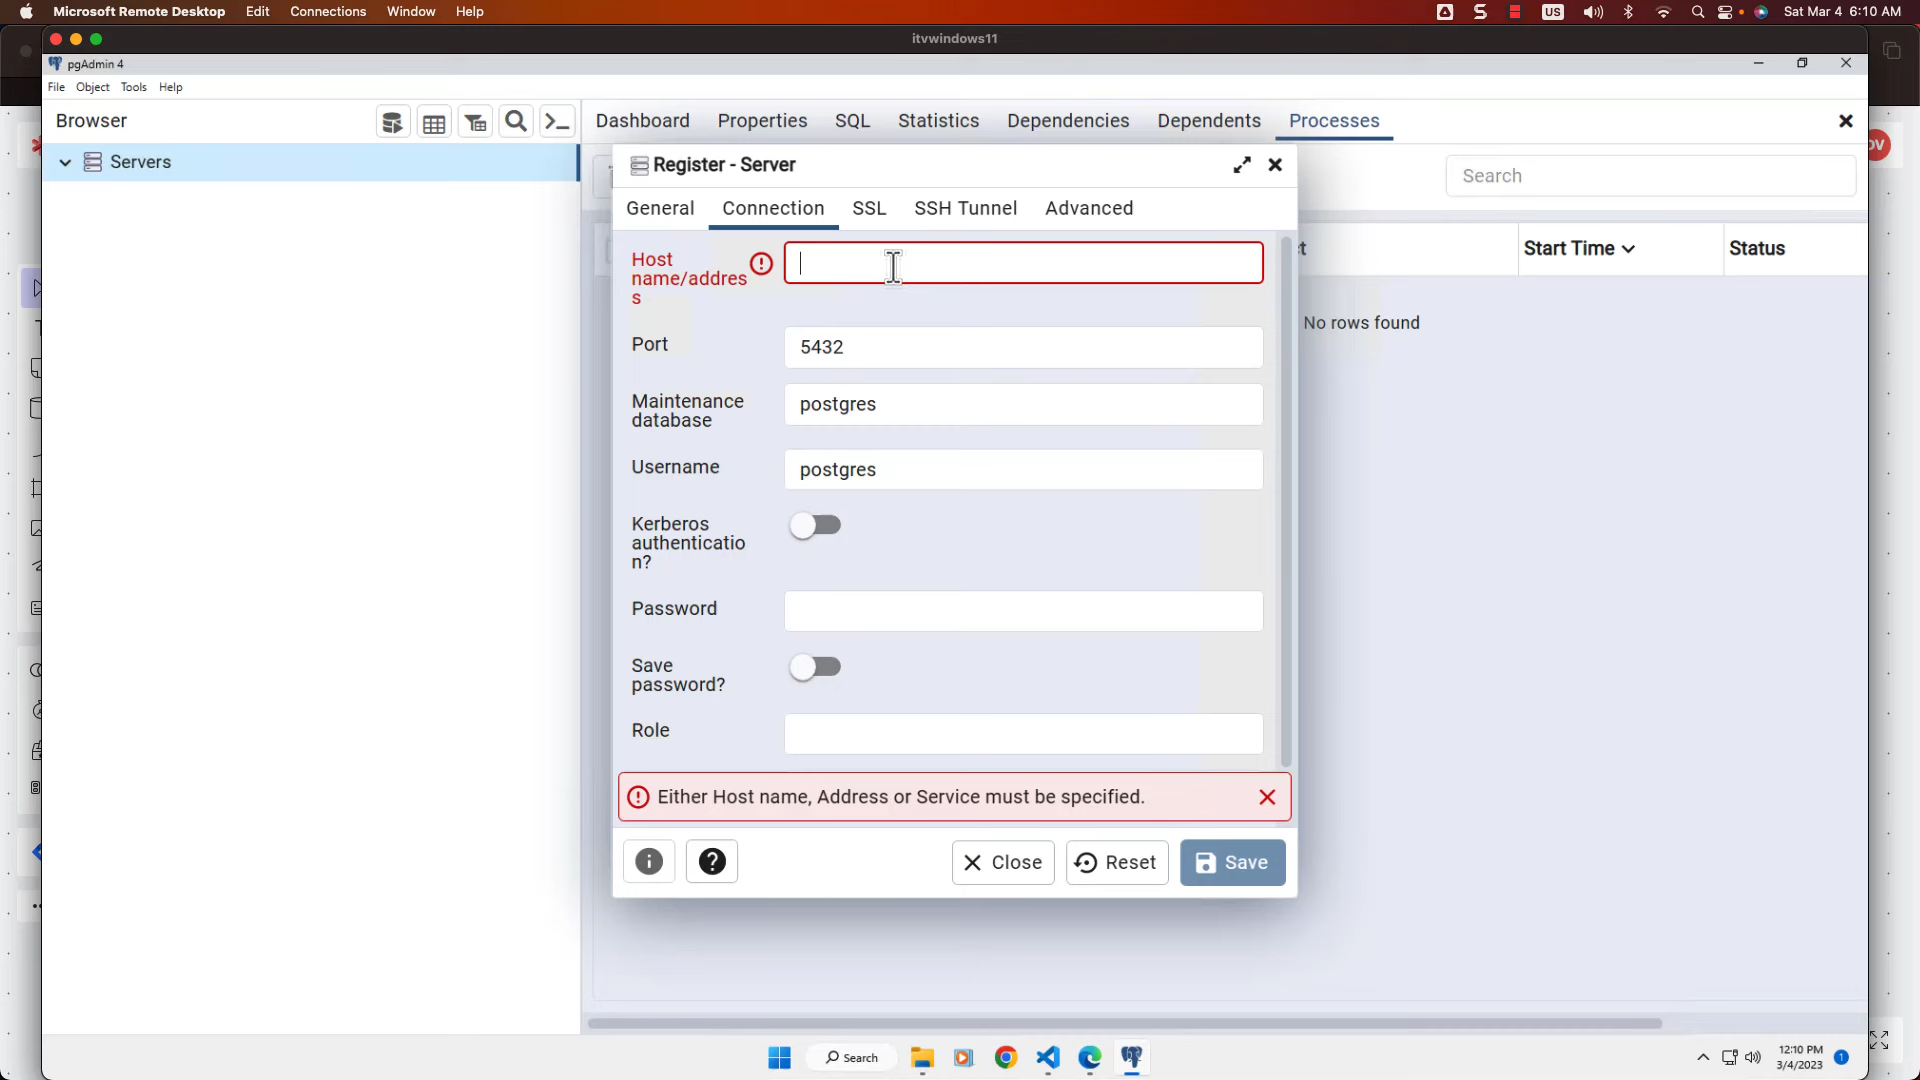 Microsoft Remote Desktop Edit Connections Window Help
US Sat Mar 4 6:10 AM
itvwindows11
pgAdmin 4
File Object Tools Help
Browser
Dashboard Properties SQL Statistics Dependencies Dependents Processes
Servers
Register - Server
Search
General Connection SSL SSH Tunnel Advanced
Start Time Status
Host
name/addres
s
Port 5432
No rows found
Maintenance
database
postgres
Username postgres
Kerberos
authenticatio
n?
Password
Save
password?
Role
Either Host name, Address or Service must be specified.
Close Reset Save
Search
12:10 PM
3/4/2023
1